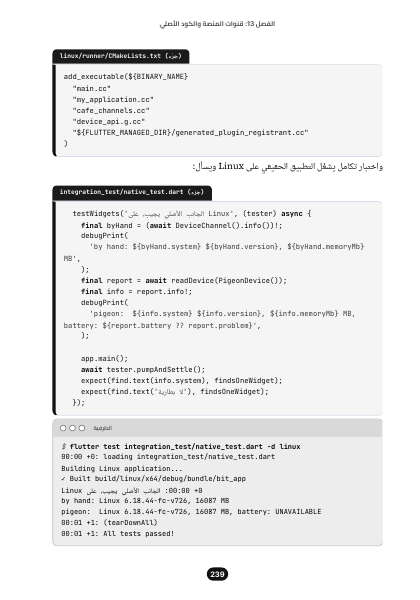 الفصل 13: قنوات المنصة والكود الأصلي
linux/runner/CMakeLists.txt (جزء)
add_executable(${BINARY_NAME}
"main.cc"
"my_application.cc"
"cafe_channels.cc"
"device_api.g.cc"
"${FLUTTER_MANAGED_DIR}/generated_plugin_registrant.cc"
)
واختبار تكامل يشغّل التطبيق الحقيقي على Linux ويسأل:
integration_test/native_test.dart (جزء)
testWidgets('الجانب الأصلي يجيب على Linux', (tester) async {
final byHand = (await DeviceChannel().info())!;
debugPrint(
'by hand: ${byHand.system} ${byHand.version}, ${byHand.memoryMb}
MB',
);
final report = await readDevice(PigeonDevice());
final info = report.info!;
debugPrint(
'pigeon:  ${info.system} ${info.version}, ${info.memoryMb} MB,
battery: ${report.battery ?? report.problem}',
);
app.main();
await tester.pumpAndSettle();
expect(find.text(info.system), findsOneWidget);
expect(find.text('لا بطارية'), findsOneWidget);
});
الطرفية
$ flutter test integration_test/native_test.dart -d linux
00:00 +0: loading integration_test/native_test.dart
Building Linux application...
✓ Built build/linux/x64/debug/bundle/bit_app
00:00 +0: الجانب الأصلي يجيب على Linux
by hand: Linux 6.18.44-fc-v726, 16087 MB
pigeon:  Linux 6.18.44-fc-v726, 16087 MB, battery: UNAVAILABLE
00:01 +1: (tearDownAll)
00:01 +1: All tests passed!
239